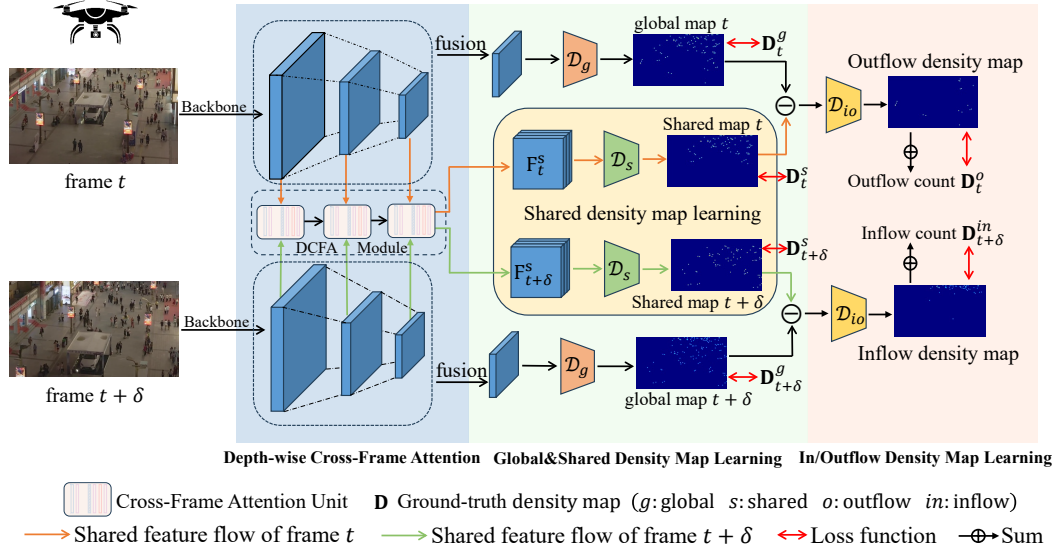 fusion
global map t
D_t^g
D_g
Outflow density map
D_io
Backbone
frame t
Shared map t
F_t^s
D_s
D_t^s
Outflow count D_t^o
Shared density map learning
DCFA Module
Inflow count D_{t+δ}^{in}
D_{t+δ}^s
F_{t+δ}^s
D_s
Shared map t + δ
Backbone
D_io
Inflow density map
frame t + δ
fusion
D_g
D_{t+δ}^g
global map t + δ
Depth-wise Cross-Frame Attention
Global&Shared Density Map Learning
In/Outflow Density Map Learning
Cross-Frame Attention Unit
D Ground-truth density map (g: global s: shared o: outflow in: inflow)
Shared feature flow of frame t
Shared feature flow of frame t + δ
Loss function
Sum